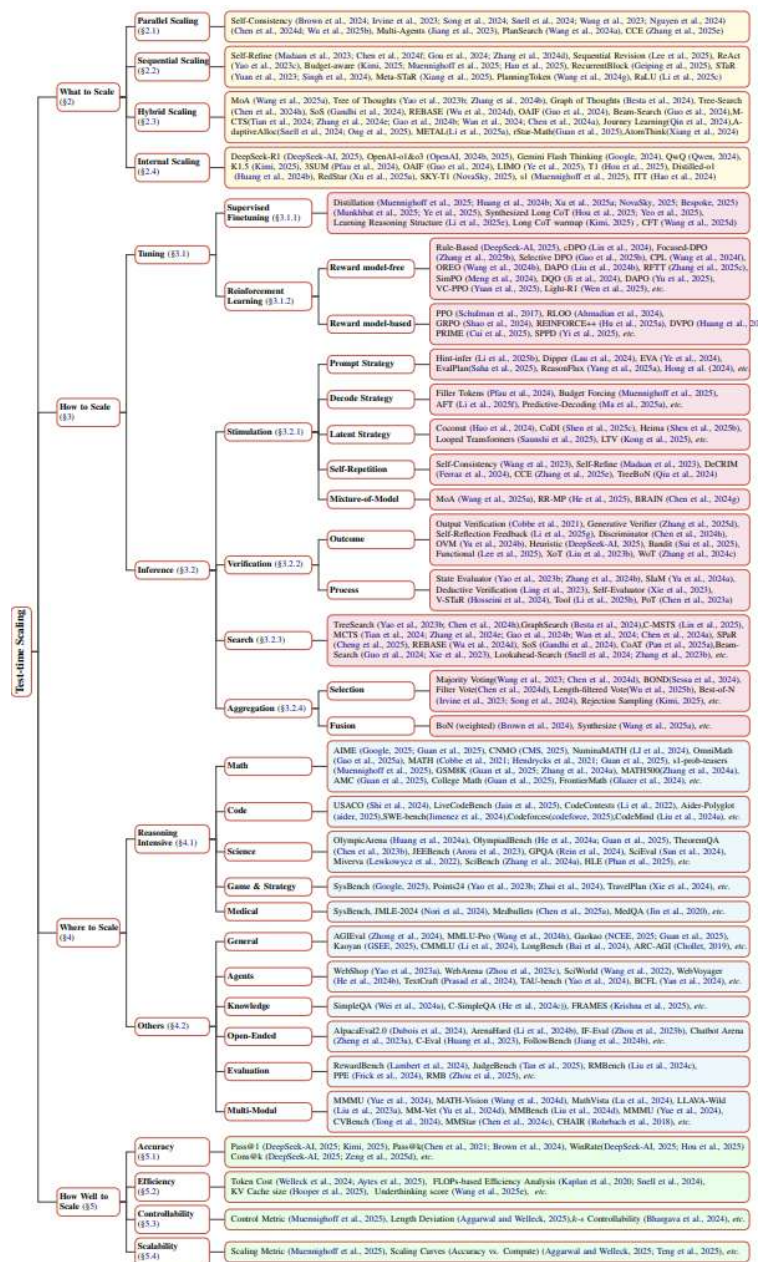 Test-time Scaling
What to Scale
(§2)
Parallel Scaling
(§2.1)
Self-Consistency (Brown et al., 2024; Irvine et al., 2023; Song et al., 2024; Snell et al., 2024; Wang et al., 2023; Nguyen et al., 2024)
(Chen et al., 2024d; Wu et al., 2025b), Multi-Agents (Jiang et al., 2023), PlanSearch (Wang et al., 2024a), CCE (Zhang et al., 2025e)
Sequential Scaling
(§2.2)
Self-Refine (Madaan et al., 2023; Chen et al., 2024f; Gou et al., 2024; Zhang et al., 2024d), Sequential Revision (Lee et al., 2025), ReAct
(Yao et al., 2023c), Budget-aware (Kimi, 2025; Muennighoff et al., 2025; Han et al., 2025), RecurrentBlock (Geiping et al., 2025), STaR
(Yuan et al., 2023; Singh et al., 2024), Meta-STaR (Xiang et al., 2025), PlanningToken (Wang et al., 2024g), RaLU (Li et al., 2025c)
Hybrid Scaling
(§2.3)
MoA (Wang et al., 2025a), Tree of Thoughts (Yao et al., 2023b; Zhang et al., 2024b), Graph of Thoughts (Besta et al., 2024), Tree-Search
(Chen et al., 2024h), SoS (Gandhi et al., 2024), REBASE (Wu et al., 2024d), OAIF (Guo et al., 2024), Beam-Search (Guo et al., 2024),M-
CTS(Tian et al., 2024; Zhang et al., 2024e; Gao et al., 2024b; Wan et al., 2024; Chen et al., 2024a), Journey Learning(Qin et al., 2024),A-
daptiveAlloc(Snell et al., 2024; Ong et al., 2025), METAL(Li et al., 2025a), rStar-Math(Guan et al., 2025),AtomThink(Xiang et al., 2024)
Internal Scaling
(§2.4)
DeepSeek-R1 (DeepSeek-AI, 2025), OpenAI-o1&o3 (OpenAI, 2024b, 2025), Gemini Flash Thinking (Google, 2024), QwQ (Qwen, 2024),
K1.5 (Kimi, 2025), 3SUM (Pfau et al., 2024), OAIF (Guo et al., 2024), LIMO (Ye et al., 2025), T1 (Hou et al., 2025), Distilled-o1
(Huang et al., 2024b), RedStar (Xu et al., 2025a), SKY-T1 (NovaSky, 2025), s1 (Muennighoff et al., 2025), ITT (Hao et al., 2024)
How to Scale
(§3)
Tuning (§3.1)
Supervised
Finetuning (§3.1.1)
Distillation (Muennighoff et al., 2025; Huang et al., 2024b; Xu et al., 2025a; NovaSky, 2025; Bespoke, 2025)
(Munkhbat et al., 2025; Ye et al., 2025), Synthesized Long CoT (Hou et al., 2025; Yeo et al., 2025),
Learning Reasoning Structure (Li et al., 2025e), Long CoT warmup (Kimi, 2025) , CFT (Wang et al., 2025d)
Reinforcement
Learning (§3.1.2)
Reward model-free
Rule-Based (DeepSeek-AI, 2025), cDPO (Lin et al., 2024), Focused-DPO
(Zhang et al., 2025b), Selective DPO (Gao et al., 2025b), CPL (Wang et al., 2024f),
OREO (Wang et al., 2024b), DAPO (Liu et al., 2024b), RFTT (Zhang et al., 2025c),
SimPO (Meng et al., 2024), DQO (Ji et al., 2024), DAPO (Yu et al., 2025),
VC-PPO (Yuan et al., 2025), Light-R1 (Wen et al., 2025), etc.
Reward model-based
PPO (Schulman et al., 2017), RLOO (Ahmadian et al., 2024),
GRPO (Shao et al., 2024), REINFORCE++ (Hu et al., 2025a), DVPO (Huang et al., 20
PRIME (Cui et al., 2025), SPPD (Yi et al., 2025), etc.
Inference (§3.2)
Stimulation (§3.2.1)
Prompt Strategy
Hint-infer (Li et al., 2025b), Dipper (Lau et al., 2024), EVA (Ye et al., 2024),
EvalPlan(Saha et al., 2025), ReasonFlux (Yang et al., 2025a), Hong et al. (2024), etc
Decode Strategy
Filler Tokens (Pfau et al., 2024), Budget Forcing (Muennighoff et al., 2025),
AFT (Li et al., 2025f), Predictive-Decoding (Ma et al., 2025a), etc.
Latent Strategy
Coconut (Hao et al., 2024), CoDI (Shen et al., 2025c), Heima (Shen et al., 2025b),
Looped Transformers (Saunshi et al., 2025), LTV (Kong et al., 2025), etc.
Self-Repetition
Self-Consistency (Wang et al., 2023), Self-Refine (Madaan et al., 2023), DeCRIM
(Ferraz et al., 2024), CCE (Zhang et al., 2025e), TreeBoN (Qiu et al., 2024)
Mixture-of-Model
MoA (Wang et al., 2025a), RR-MP (He et al., 2025), BRAIN (Chen et al., 2024g)
Verification (§3.2.2)
Outcome
Output Verification (Cobbe et al., 2021), Generative Verifier (Zhang et al., 2025d),
Self-Reflection Feedback (Li et al., 2025g), Discriminator (Chen et al., 2024h),
OVM (Yu et al., 2024b), Heuristic (DeepSeek-AI, 2025), Bandit (Sui et al., 2025),
Functional (Lee et al., 2025), XoT (Liu et al., 2023b), WoT (Zhang et al., 2024c)
Process
State Evaluator (Yao et al., 2023b; Zhang et al., 2024b), SIaM (Yu et al., 2024a),
Deductive Verification (Ling et al., 2023), Self-Evaluator (Xie et al., 2023),
V-STaR (Hosseini et al., 2024), Tool (Li et al., 2025b), PoT (Chen et al., 2023a)
Search (§3.2.3)
TreeSearch (Yao et al., 2023b; Chen et al., 2024h),GraphSearch (Besta et al., 2024),C-MSTS (Lin et al., 2025),
MCTS (Tian et al., 2024; Zhang et al., 2024e; Gao et al., 2024b; Wan et al., 2024; Chen et al., 2024a), SPaR
(Cheng et al., 2025), REBASE (Wu et al., 2024d), SoS (Gandhi et al., 2024), CoAT (Pan et al., 2025a),Beam-
Search (Guo et al., 2024; Xie et al., 2023), Lookahead-Search (Snell et al., 2024; Zhang et al., 2023b), etc.
Aggregation (§3.2.4)
Selection
Majority Voting(Wang et al., 2023; Chen et al., 2024d), BOND(Sessa et al., 2024),
Filter Vote(Chen et al., 2024d), Length-filtered Vote(Wu et al., 2025b), Best-of-N
(Irvine et al., 2023; Song et al., 2024), Rejection Sampling (Kimi, 2025), etc.
Fusion
BoN (weighted) (Brown et al., 2024), Synthesize (Wang et al., 2025a), etc.
Where to Scale
(§4)
Reasoning
Intensive (§4.1)
Math
AIME (Google, 2025; Guan et al., 2025), CNMO (CMS, 2025), NuminaMATH (LI et al., 2024), OmniMath
(Gao et al., 2025a), MATH (Cobbe et al., 2021; Hendrycks et al., 2021; Guan et al., 2025), s1-prob-teasers
(Muennighoff et al., 2025), GSM8K (Guan et al., 2025; Zhang et al., 2024a), MATH500(Zhang et al., 2024a),
AMC (Guan et al., 2025), College Math (Guan et al., 2025), FrontierMath (Glazer et al., 2024), etc.
Code
USACO (Shi et al., 2024), LiveCodeBench (Jain et al., 2025), CodeContests (Li et al., 2022), Aider-Polyglot
(aider, 2025),SWE-bench(Jimenez et al., 2024),Codeforces(codeforce, 2025),CodeMind (Liu et al., 2024a), etc.
Science
OlympicArena (Huang et al., 2024a), OlympiadBench (He et al., 2024a; Guan et al., 2025), TheoremQA
(Chen et al., 2023b), JEEBench (Arora et al., 2023), GPQA (Rein et al., 2024), SciEval (Sun et al., 2024),
Miverva (Lewkowycz et al., 2022), SciBench (Zhang et al., 2024a), HLE (Phan et al., 2025), etc.
Game & Strategy
SysBench (Google, 2025), Points24 (Yao et al., 2023b; Zhai et al., 2024), TravelPlan (Xie et al., 2024), etc.
Medical
SysBench, JMLE-2024 (Nori et al., 2024), Medbullets (Chen et al., 2025a), MedQA (Jin et al., 2020), etc.
Others (§4.2)
General
AGIEval (Zhong et al., 2024), MMLU-Pro (Wang et al., 2024h), Gaokao (NCEE, 2025; Guan et al., 2025),
Kaoyan (GSEE, 2025), CMMLU (Li et al., 2024), LongBench (Bai et al., 2024), ARC-AGI (Chollet, 2019), etc.
Agents
WebShop (Yao et al., 2023a), WebArena (Zhou et al., 2023c), SciWorld (Wang et al., 2022), WebVoyager
(He et al., 2024b), TextCraft (Prasad et al., 2024), TAU-bench (Yao et al., 2024), BCFL (Yan et al., 2024), etc.
Knowledge
SimpleQA (Wei et al., 2024a), C-SimpleQA (He et al., 2024c)), FRAMES (Krishna et al., 2025), etc.
Open-Ended
AlpacaEval2.0 (Dubois et al., 2024), ArenaHard (Li et al., 2024b), IF-Eval (Zhou et al., 2023b), Chatbot Arena
(Zheng et al., 2023a), C-Eval (Huang et al., 2023), FollowBench (Jiang et al., 2024b), etc.
Evaluation
RewardBench (Lambert et al., 2024), JudgeBench (Tan et al., 2025), RMBench (Liu et al., 2024c),
PPE (Frick et al., 2024), RMB (Zhou et al., 2025), etc.
Multi-Modal
MMMU (Yue et al., 2024), MATH-Vision (Wang et al., 2024d), MathVista (Lu et al., 2024), LLAVA-Wild
(Liu et al., 2023a), MM-Vet (Yu et al., 2024d), MMBench (Liu et al., 2024d), MMMU (Yue et al., 2024),
CVBench (Tong et al., 2024), MMStar (Chen et al., 2024c), CHAIR (Rohrbach et al., 2018), etc.
How Well to
Scale (§5)
Accuracy
(§5.1)
Pass@1 (DeepSeek-AI, 2025; Kimi, 2025), Pass@k(Chen et al., 2021; Brown et al., 2024), WinRate(DeepSeek-AI, 2025; Hou et al., 2025)
Cons@k (DeepSeek-AI, 2025; Zeng et al., 2025d), etc.
Efficiency
(§5.2)
Token Cost (Welleck et al., 2024; Aytes et al., 2025), FLOPs-based Efficiency Analysis (Kaplan et al., 2020; Snell et al., 2024),
KV Cache size (Hooper et al., 2025), Underthinking score (Wang et al., 2025e), etc.
Controllability
(§5.3)
Control Metric (Muennighoff et al., 2025), Length Deviation (Aggarwal and Welleck, 2025),k-ϵ Controllability (Bhargava et al., 2024), etc.
Scalability
(§5.4)
Scaling Metric (Muennighoff et al., 2025), Scaling Curves (Accuracy vs. Compute) (Aggarwal and Welleck, 2025; Teng et al., 2025), etc.